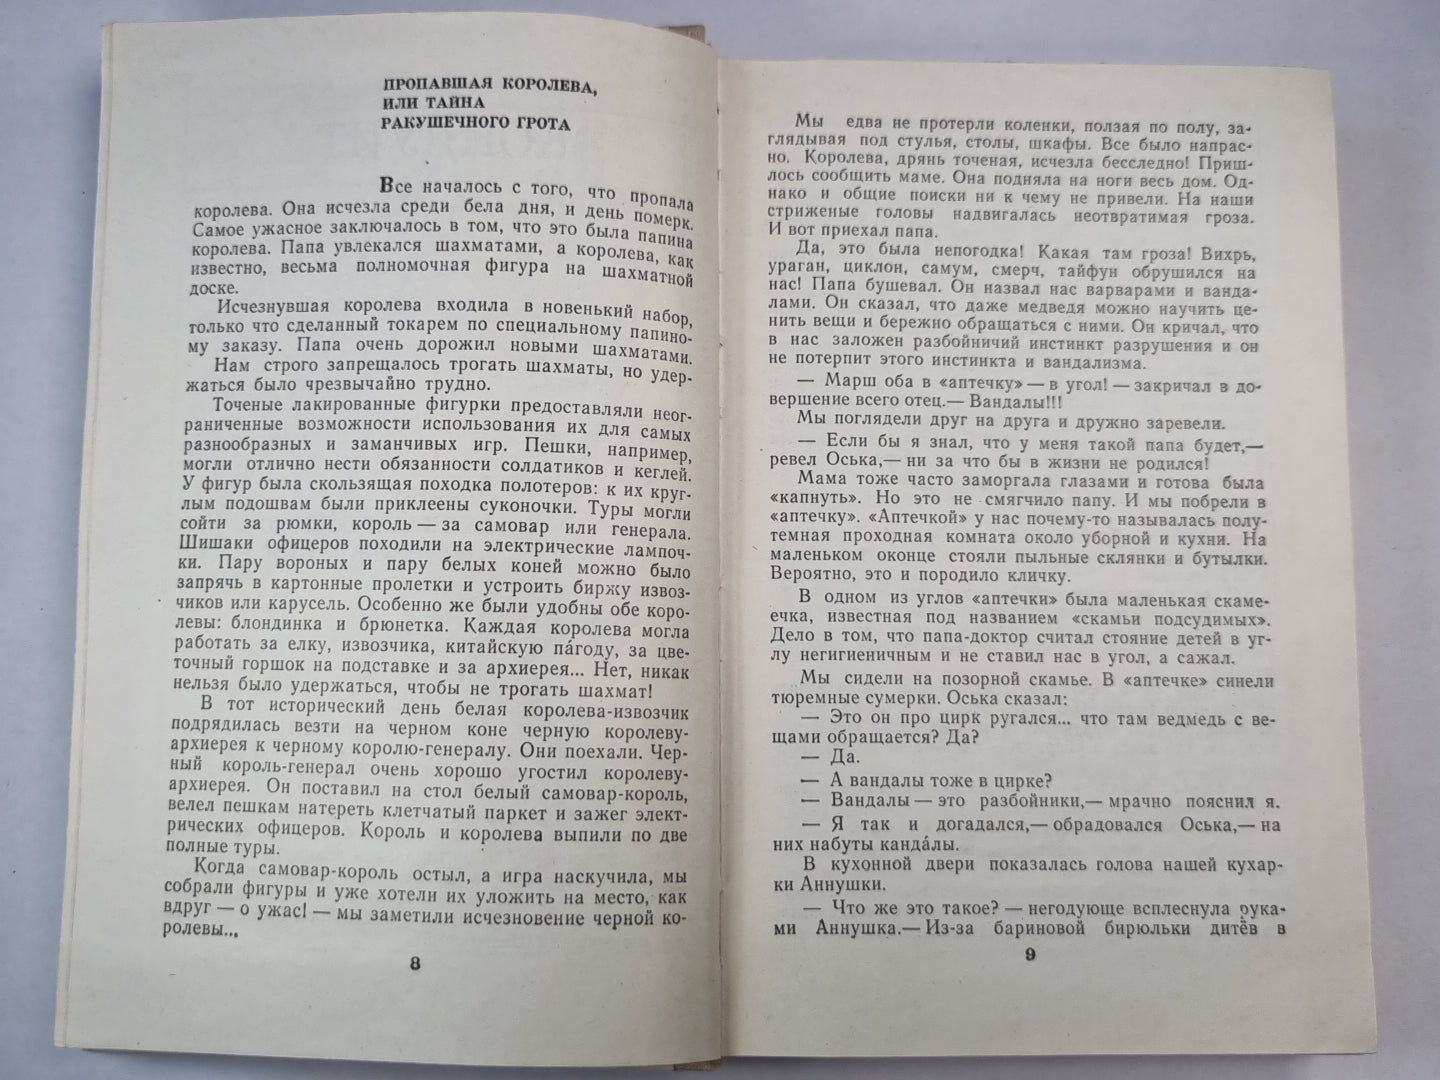 ПРОПАВШАЯ КОРОЛЕВА,
ИЛИ ТАЙНА
РАКУШЕЧНОГО ГРОТА
Все началось с того, что пропала
королева. Она исчезла среди бела дня, и день померк.
Самое ужасное заключалось в том, что это была папина
королева. Папа увлекался шахматами, а королева, как
известно, весьма полномочная фигура на шахматной
доске.
Исчезнувшая королева входила в новенький набор,
только что сделанный токарем по специальному папино-
му заказу. Папа очень дорожил новыми шахматами.
Нам строго запрещалось трогать шахматы, но удер-
жаться было чрезвычайно трудно.
Точеные лакированные фигурки предоставляли неог-
раниченные возможности использования их для самых
разнообразных и заманчивых игр. Пешки, например,
могли отлично нести обязанности солдатиков и кеглей.
У фигур была скользящая походка полотеров: к их круг-
лым подошвам были приклеены суконочки. Туры могли
сойти за рюмки, король — за самовар или генерала.
Шишаки офицеров походили на электрические лампоч-
ки. Пару вороных и пару белых коней можно было
запрячь в картонные пролетки и устроить биржу извоз-
чиков или карусель. Особенно же были удобны обе коро-
левы: блондинка и брюнетка. Каждая королева могла
работать за елку, извозчика, китайскую па́году, за цве-
точный горшок на подставке и за архиерея... Нет, никак
нельзя было удержаться, чтобы не трогать шахмат!
В тот исторический день белая королева-извозчик
подрядилась везти на черном коне черную королеву-
архиерея к черному королю-генералу. Они поехали. Чер-
ный король-генерал очень хорошо угостил королеву-
архиерея. Он поставил на стол белый самовар-король,
велел пешкам натереть клетчатый паркет и зажег элект-
рических офицеров. Король и королева выпили по две
полные туры.
Когда самовар-король остыл, а игра наскучила, мы
собрали фигуры и уже хотели их уложить на место, как
вдруг — о ужас! — мы заметили исчезновение черной ко-
ролевы...
8
Мы едва не протерли коленки, ползая по полу, за-
глядывая под стулья, столы, шкафы. Все было напрас-
но. Королева, дрянь точеная, исчезла бесследно! Приш-
лось сообщить маме. Она подняла на ноги весь дом. Од-
нако и общие поиски ни к чему не привели. На наши
стриженые головы надвигалась неотвратимая гроза.
И вот приехал папа.
Да, это была непогодка! Какая там гроза! Вихрь,
ураган, циклон, самум, смерч, тайфун обрушился на
нас! Папа бушевал. Он назвал нас варварами и ванда-
лами. Он сказал, что даже медведя можно научить це-
нить вещи и бережно обращаться с ними. Он кричал, что
в нас заложен разбойничий инстинкт разрушения и он
не потерпит этого инстинкта и вандализма.
— Марш оба в «аптечку» — в угол! — закричал в до-
вершение всего отец.— Вандалы!!!
Мы поглядели друг на друга и дружно заревели.
— Если бы я знал, что у меня такой папа будет,—
ревел Оська,— ни за что бы в жизни не родился!
Мама тоже часто заморгала глазами и готова была
«капнуть». Но это не смягчило папу. И мы побрели в
«аптечку». «Аптечкой» у нас почему-то называлась полу-
темная проходная комната около уборной и кухни. На
маленьком оконце стояли пыльные склянки и бутылки.
Вероятно, это и породило кличку.
В одном из углов «аптечки» была маленькая скаме-
ечка, известная под названием «скамьи подсудимых».
Дело в том, что папа-доктор считал стояние детей в уг-
лу негигиеничным и не ставил нас в угол, а сажал.
Мы сидели на позорной скамье. В «аптечке» синели
тюремные сумерки. Оська сказал:
— Это он про цирк ругался... что там ведмедь с ве-
щами обращается? Да?
— Да.
— А вандалы тоже в цирке?
— Вандалы — это разбойники,— мрачно пояснил я.
— Я так и догадался,— обрадовался Оська,— на
них набуты канда́лы.
В кухонной двери показалась голова нашей кухар-
ки Аннушки.
— Что же это такое? — негодующе всплеснула рука-
ми Аннушка.— Из-за бариновой бирюльки дитёв в
9